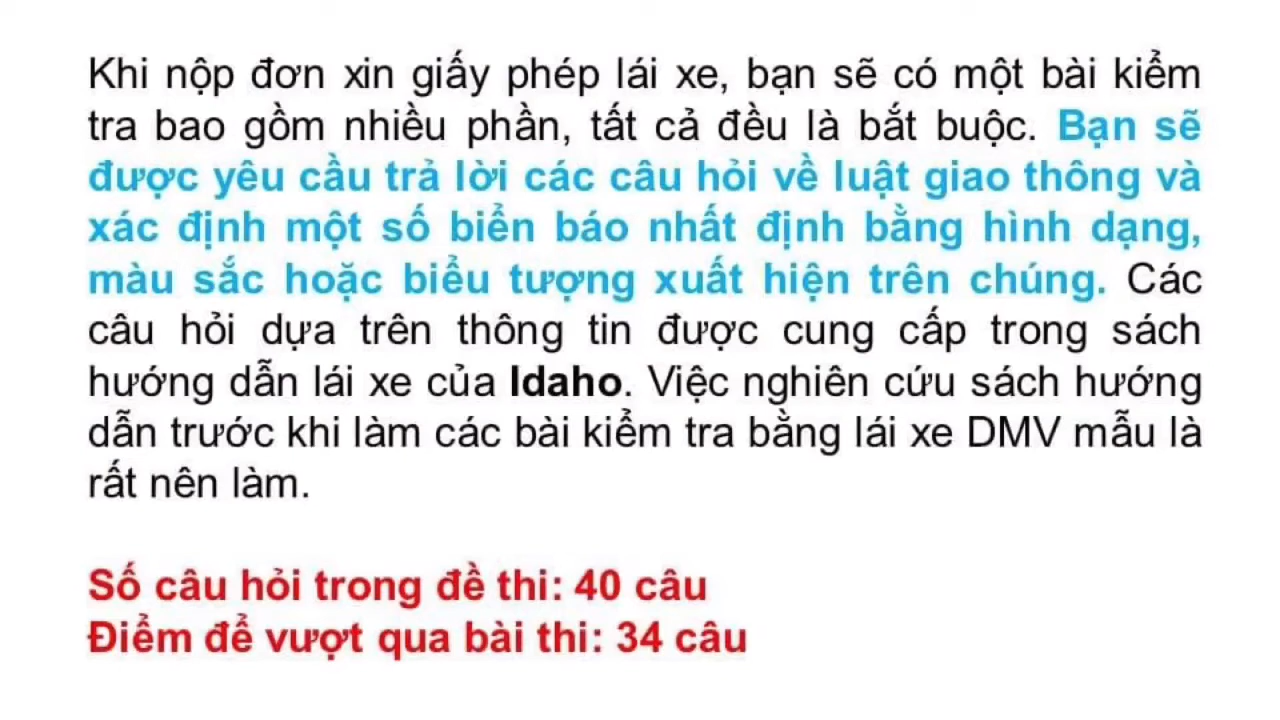 Khi nộp đơn xin giấy phép lái xe, bạn sẽ có một bài kiểm
tra bao gồm nhiều phần, tất cả đều là bắt buộc. Bạn sẽ
được yêu cầu trả lời các câu hỏi về luật giao thông và
xác định một số biển báo nhất định bằng hình dạng,
màu sắc hoặc biểu tượng xuất hiện trên chúng. Các
câu hỏi dựa trên thông tin được cung cấp trong sách
hướng dẫn lái xe của Idaho. Việc nghiên cứu sách hướng
dẫn trước khi làm các bài kiểm tra bằng lái xe DMV mẫu là
rất nên làm.
Số câu hỏi trong đề thi: 40 câu
Điểm để vượt qua bài thi: 34 câu